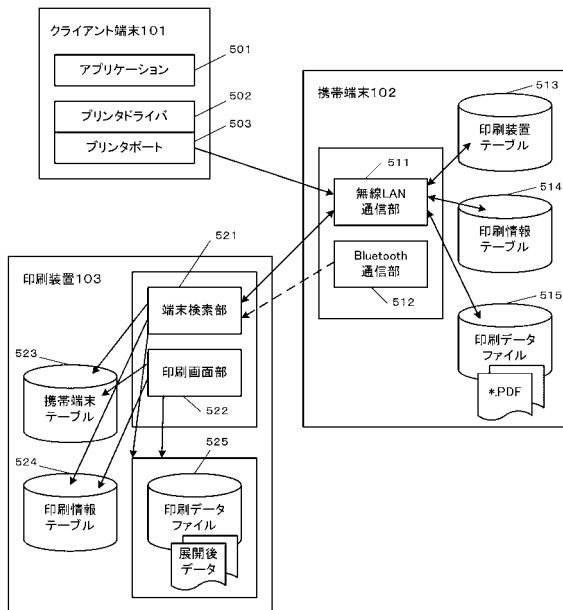 クライアント端末101
501
アプリケーション
502
プリンタドライバ
503
プリンタポート
携帯端末102
511
無線LAN
通信部
Bluetooth
通信部
512
513
印刷装置
テーブル
514
印刷情報
テーブル
515
印刷データ
ファイル
*.PDF
印刷装置103
521
端末検索部
印刷画面部
522
523
携帯端末
テーブル
524
印刷情報
テーブル
525
印刷データ
ファイル
展開後
データ